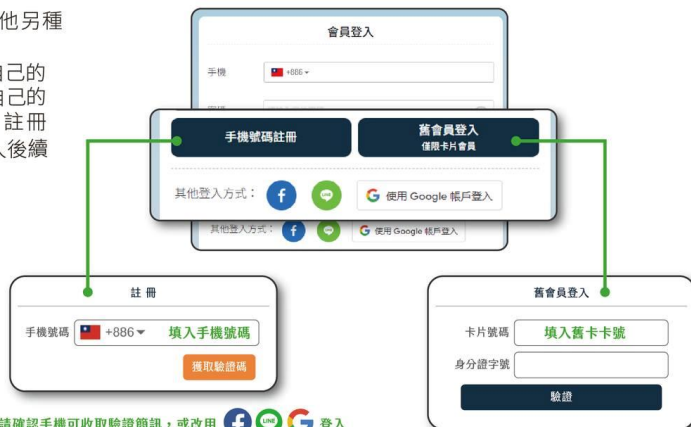 他另種
自己的
自己的
註冊
後續
會員登入
手機
+886
手機號碼註冊
舊會員登入
僅限卡片會員
其他登入方式：
f
LINE
G 使用 Google 帳戶登入
其他登入方式：
f
G 使用 Google 帳戶登入
註 冊
手機號碼
+886
填入手機號碼
獲取驗證碼
請確認手機可收取驗證簡訊，或改用 f LINE G 登入
舊會員登入
卡片號碼
填入舊卡卡號
身分證字號
驗證